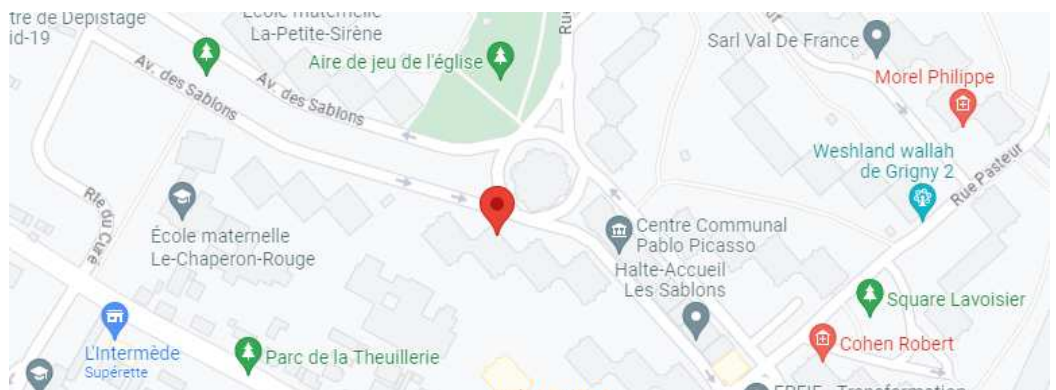 tre de Dépistage
id-19
École maternelle
La-Petite-Sirène
Rue
Aire de jeu de l'église
Sarl Val De France
Morel Philippe
Av. des Sablons
Av. des Sablons
Weshland wallah
de Grigny 2
Rue Pasteur
Rte du Curé
École maternelle
Le-Chaperon-Rouge
Centre Communal
Pablo Picasso
Halte-Accueil
Les Sablons
Square Lavoisier
L'Intermède
Supérette
Parc de la Theuillerie
Cohen Robert